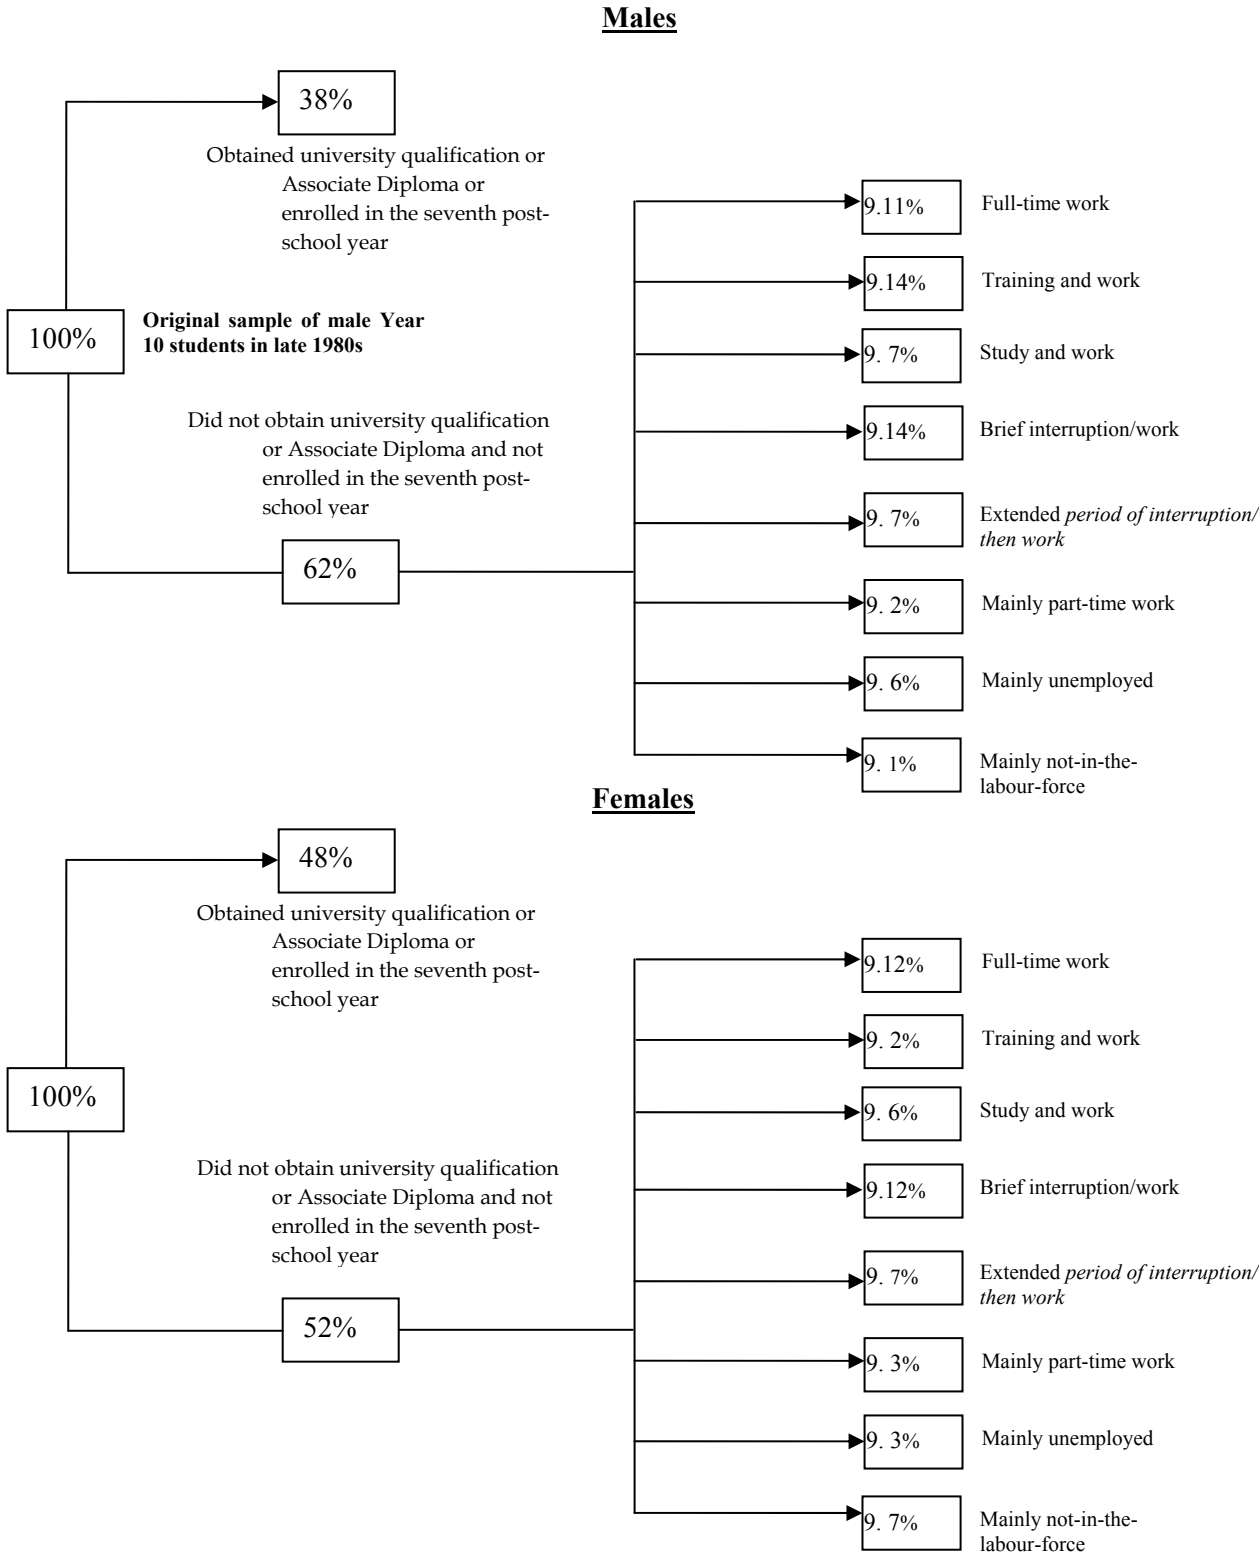 Males
38%
Obtained university qualification or
Associate Diploma or
enrolled in the seventh post-
school year
100%
Original sample of male Year
10 students in late 1980s
Did not obtain university qualification
or Associate Diploma and not
enrolled in the seventh post-
school year
62%
9.11%
Full-time work
9.14%
Training and work
9. 7%
Study and work
9.14%
Brief interruption/work
9. 7%
Extended period of interruption/
then work
9. 2%
Mainly part-time work
9. 6%
Mainly unemployed
9. 1%
Mainly not-in-the-
labour-force
Females
48%
Obtained university qualification or
Associate Diploma or
enrolled in the seventh post-
school year
100%
Did not obtain university qualification
or Associate Diploma and not
enrolled in the seventh post-
school year
52%
9.12%
Full-time work
9. 2%
Training and work
9. 6%
Study and work
9.12%
Brief interruption/work
9. 7%
Extended period of interruption/
then work
9. 3%
Mainly part-time work
9. 3%
Mainly unemployed
9. 7%
Mainly not-in-the-
labour-force